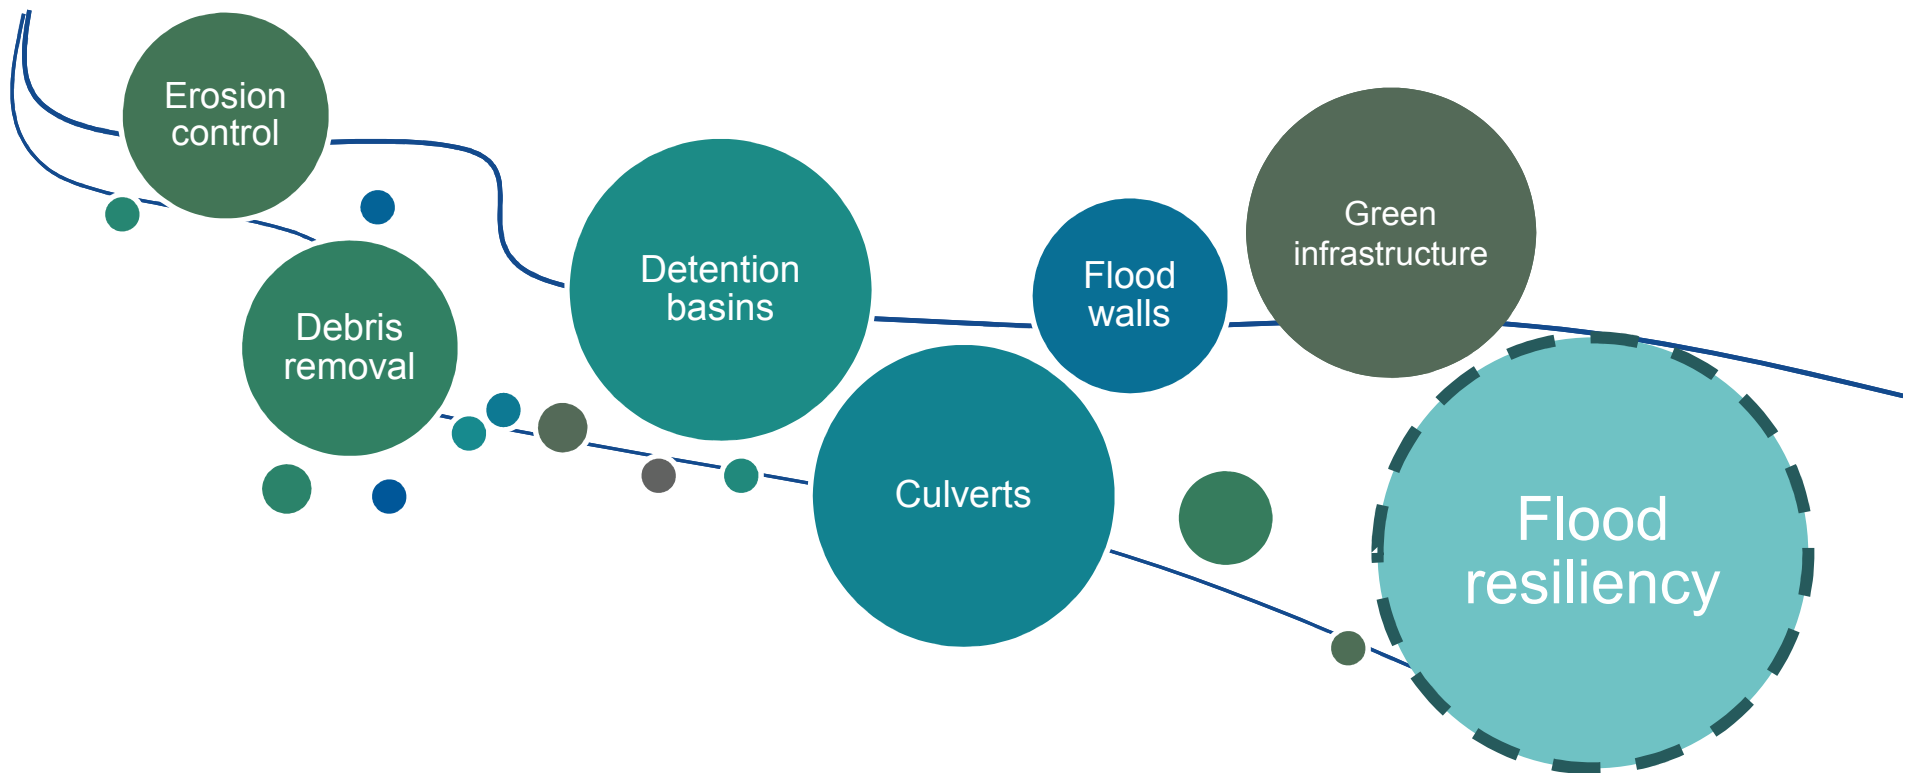 Erosion
control
Debris
removal
Detention
basins
Culverts
Flood
walls
Green
infrastructure
Flood
resiliency